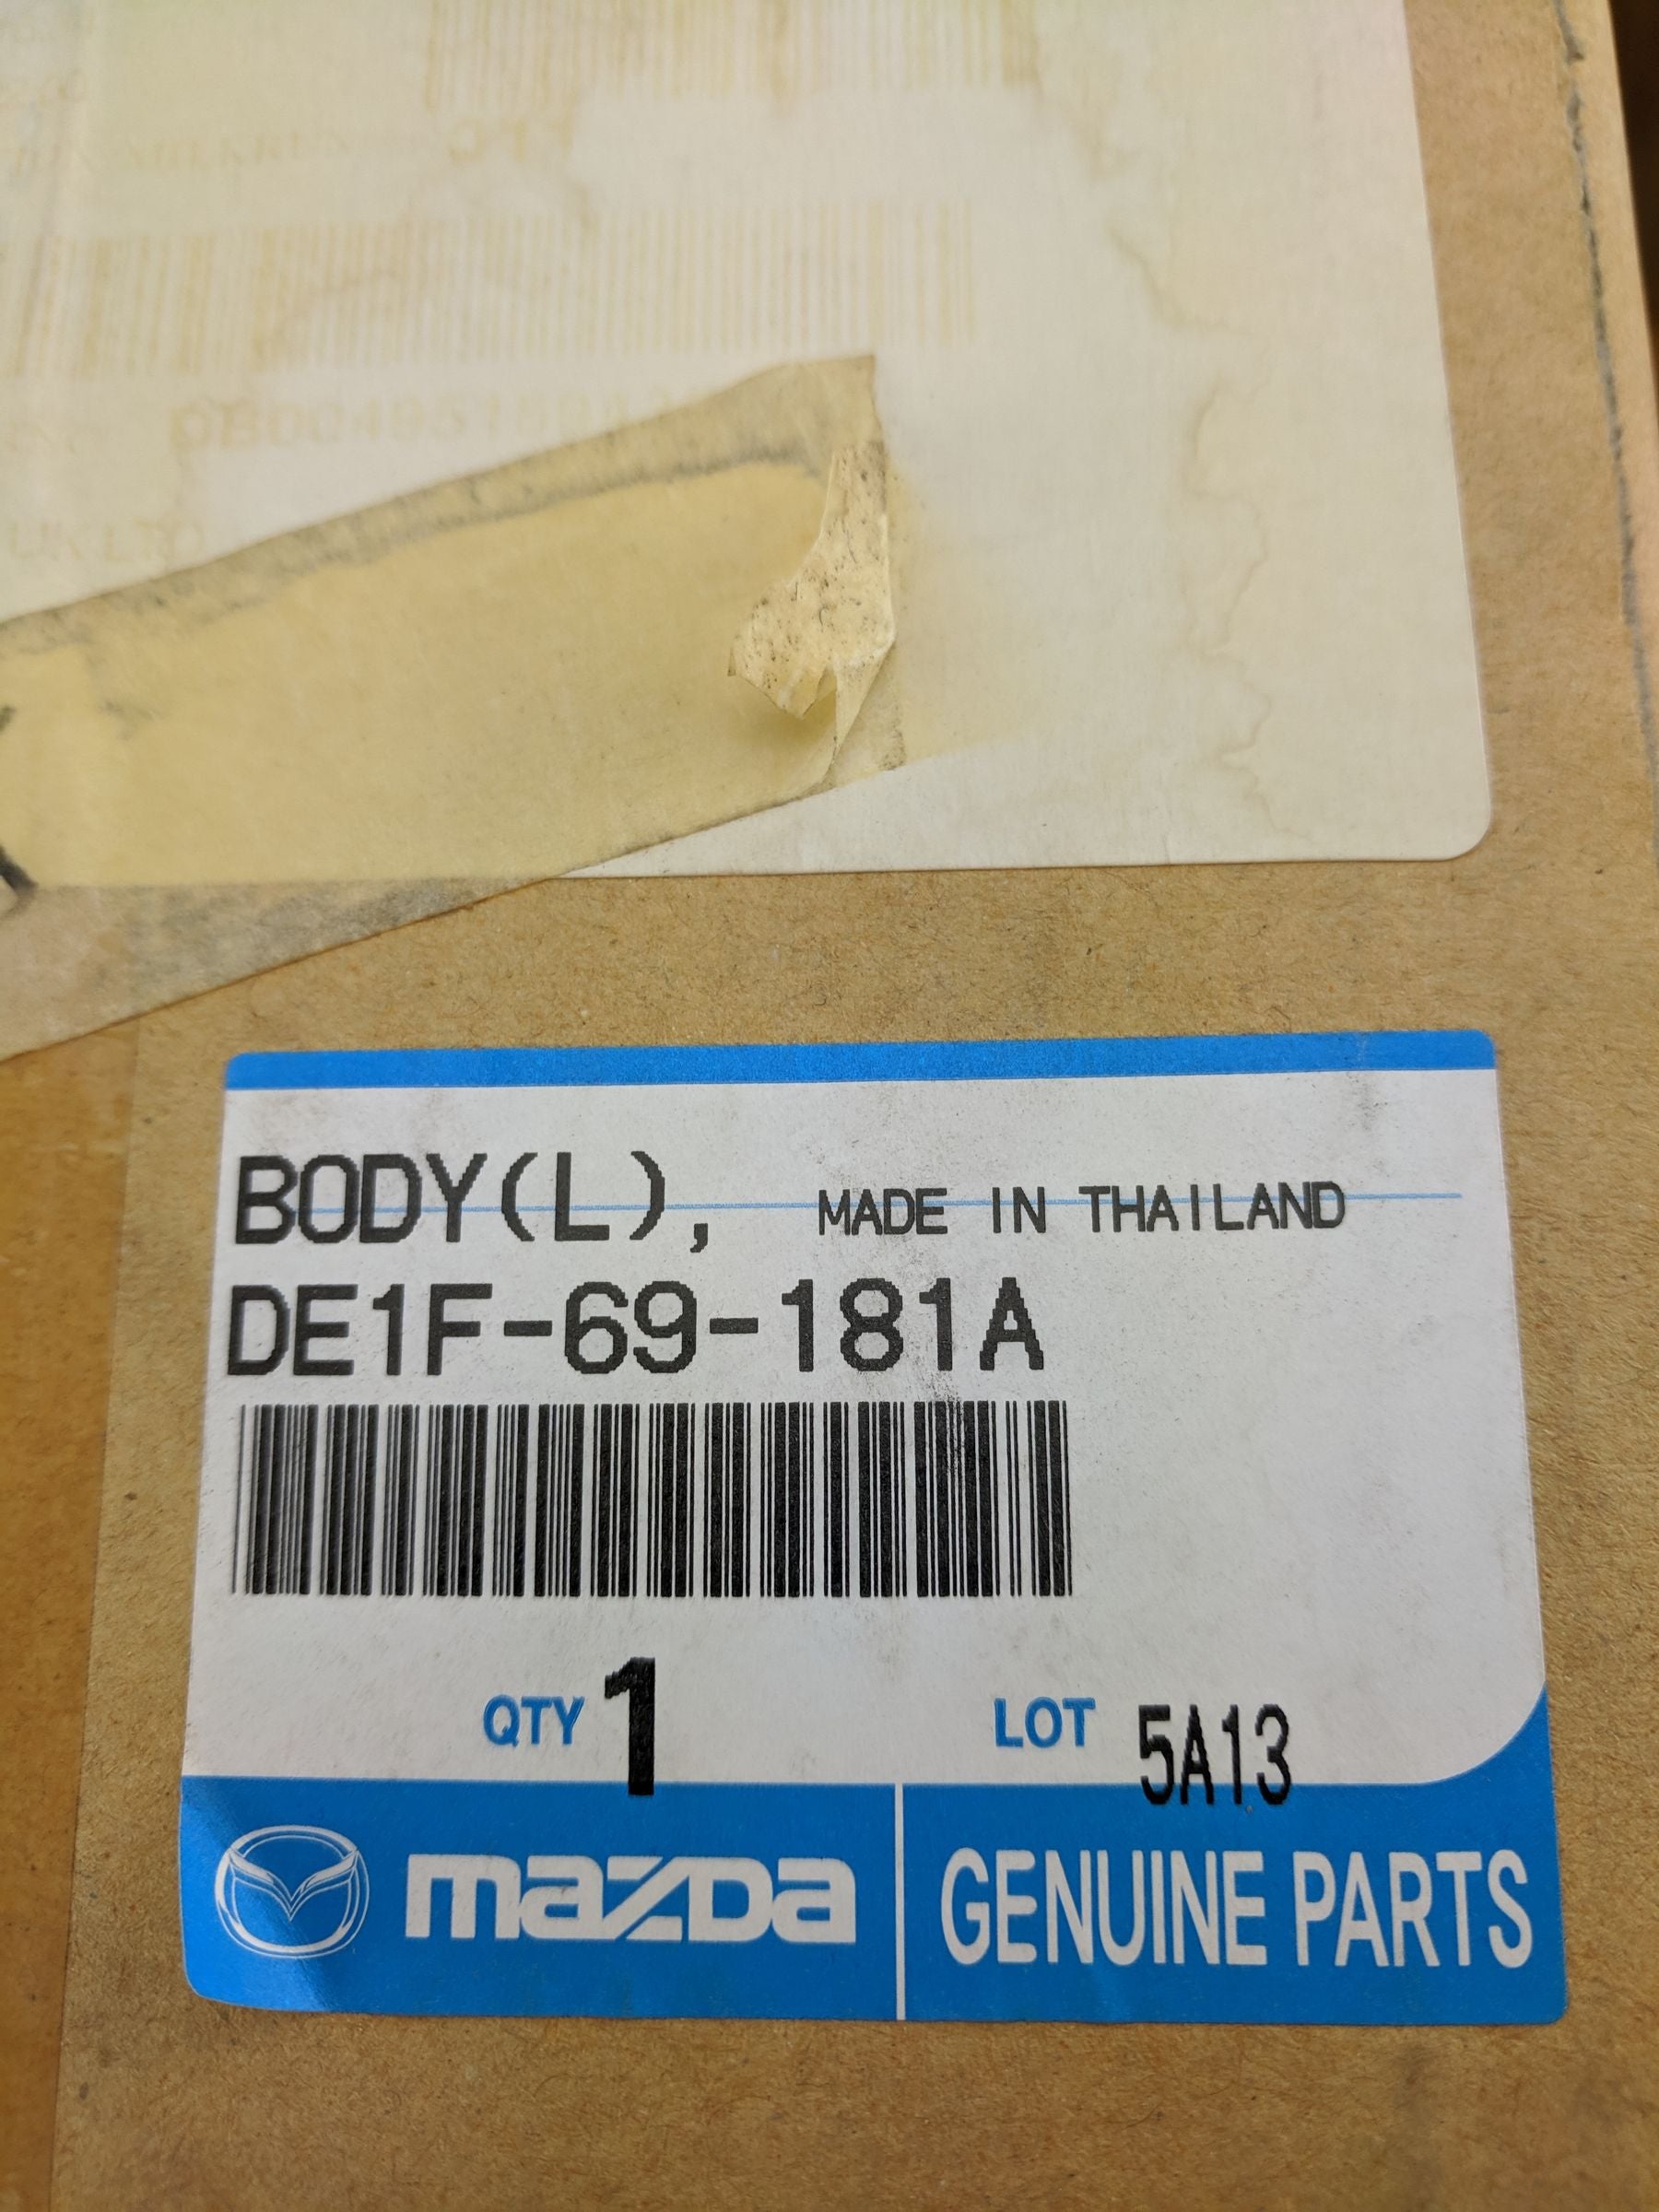 BODY(L), MADE IN THAILAND
DE1F-69-181A
QTY 1 LOT 5A13
mazda GENUINE PARTS